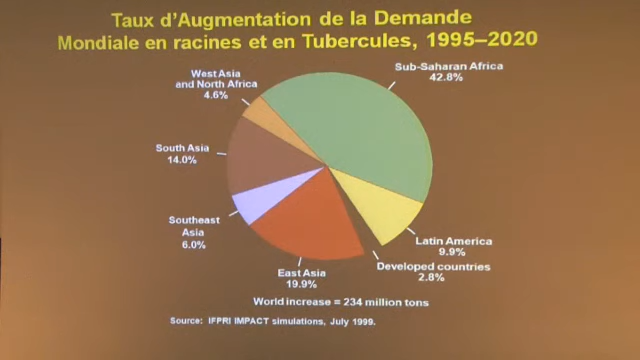 Taux d'Augmentation de la Demande
Mondiale en racines et en Tubercules, 1995–2020
Sub-Saharan Africa
42.8%
West Asia
and North Africa
4.6%
South Asia
14.0%
Southeast
Asia
6.0%
East Asia
19.9%
Latin America
9.9%
Developed countries
2.8%
World increase = 234 million tons
Source: IFPRI IMPACT simulations, July 1999.